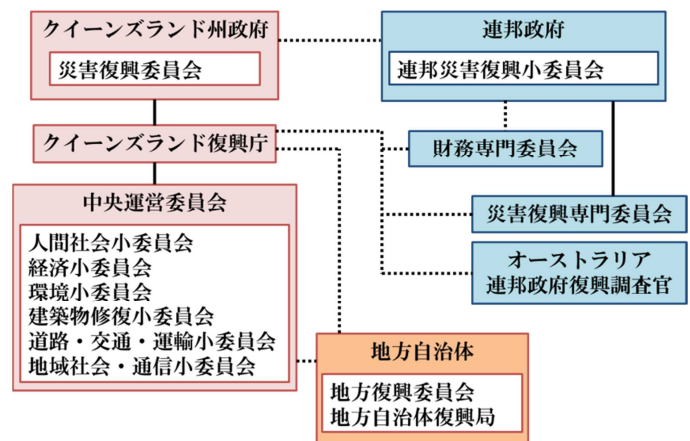 クイーンズランド州政府
災害復興委員会
連邦政府
連邦災害復興小委員会
クイーンズランド復興庁
財務専門委員会
中央運営委員会
人間社会小委員会
経済小委員会
環境小委員会
建築物修復小委員会
道路・交通・運輸小委員会
地域社会・通信小委員会
災害復興専門委員会
オーストラリア
連邦政府復興調査官
地方自治体
地方復興委員会
地方自治体復興局